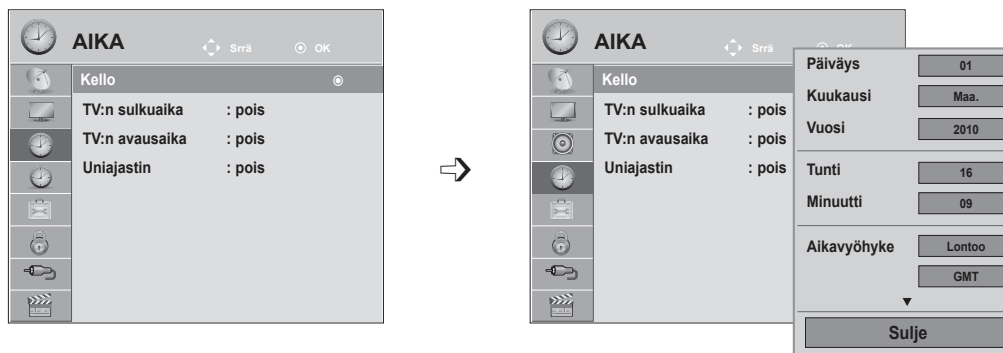 AIKA
Srrä
OK
Kello
TV:n sulkuaika : pois
TV:n avausaika : pois
Uniajastin : pois
AIKA
Srrä
Kello
TV:n sulkuaika : pois
TV:n avausaika : pois
Uniajastin : pois
Päiväys 01
Kuukausi Maa.
Vuosi 2010
Tunti 16
Minuutti 09
Aikavyöhyke Lontoo
GMT
Sulje